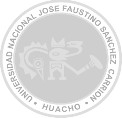 UNIVERSIDAD NACIONAL JOSE FAUSTINO SANCHEZ CARRION
• HUACHO •